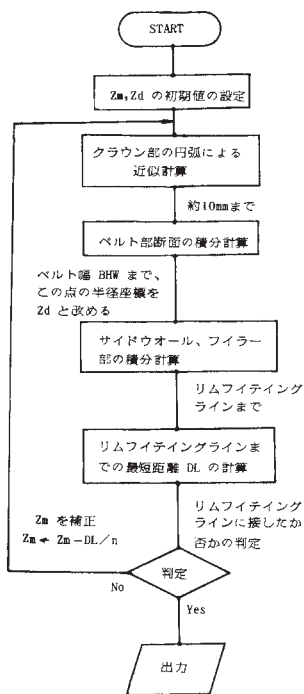 START
Zm,Zd の初期値の設定
クラウン部の円弧による
近似計算
約10mmまで
ベルト部断面の積分計算
ベルト幅 BHW まで、
この点の半径座標を
Zd と改める
サイドウオール、フイラー
部の積分計算
リムフイテイング
ラインまで
リムフイテイングラインま
での最短距離 DL の計算
Zm を補正
Zm ← Zm−DL/n
リムフイテイング
ラインに接したか
否かの判定
判定
No
Yes
出力